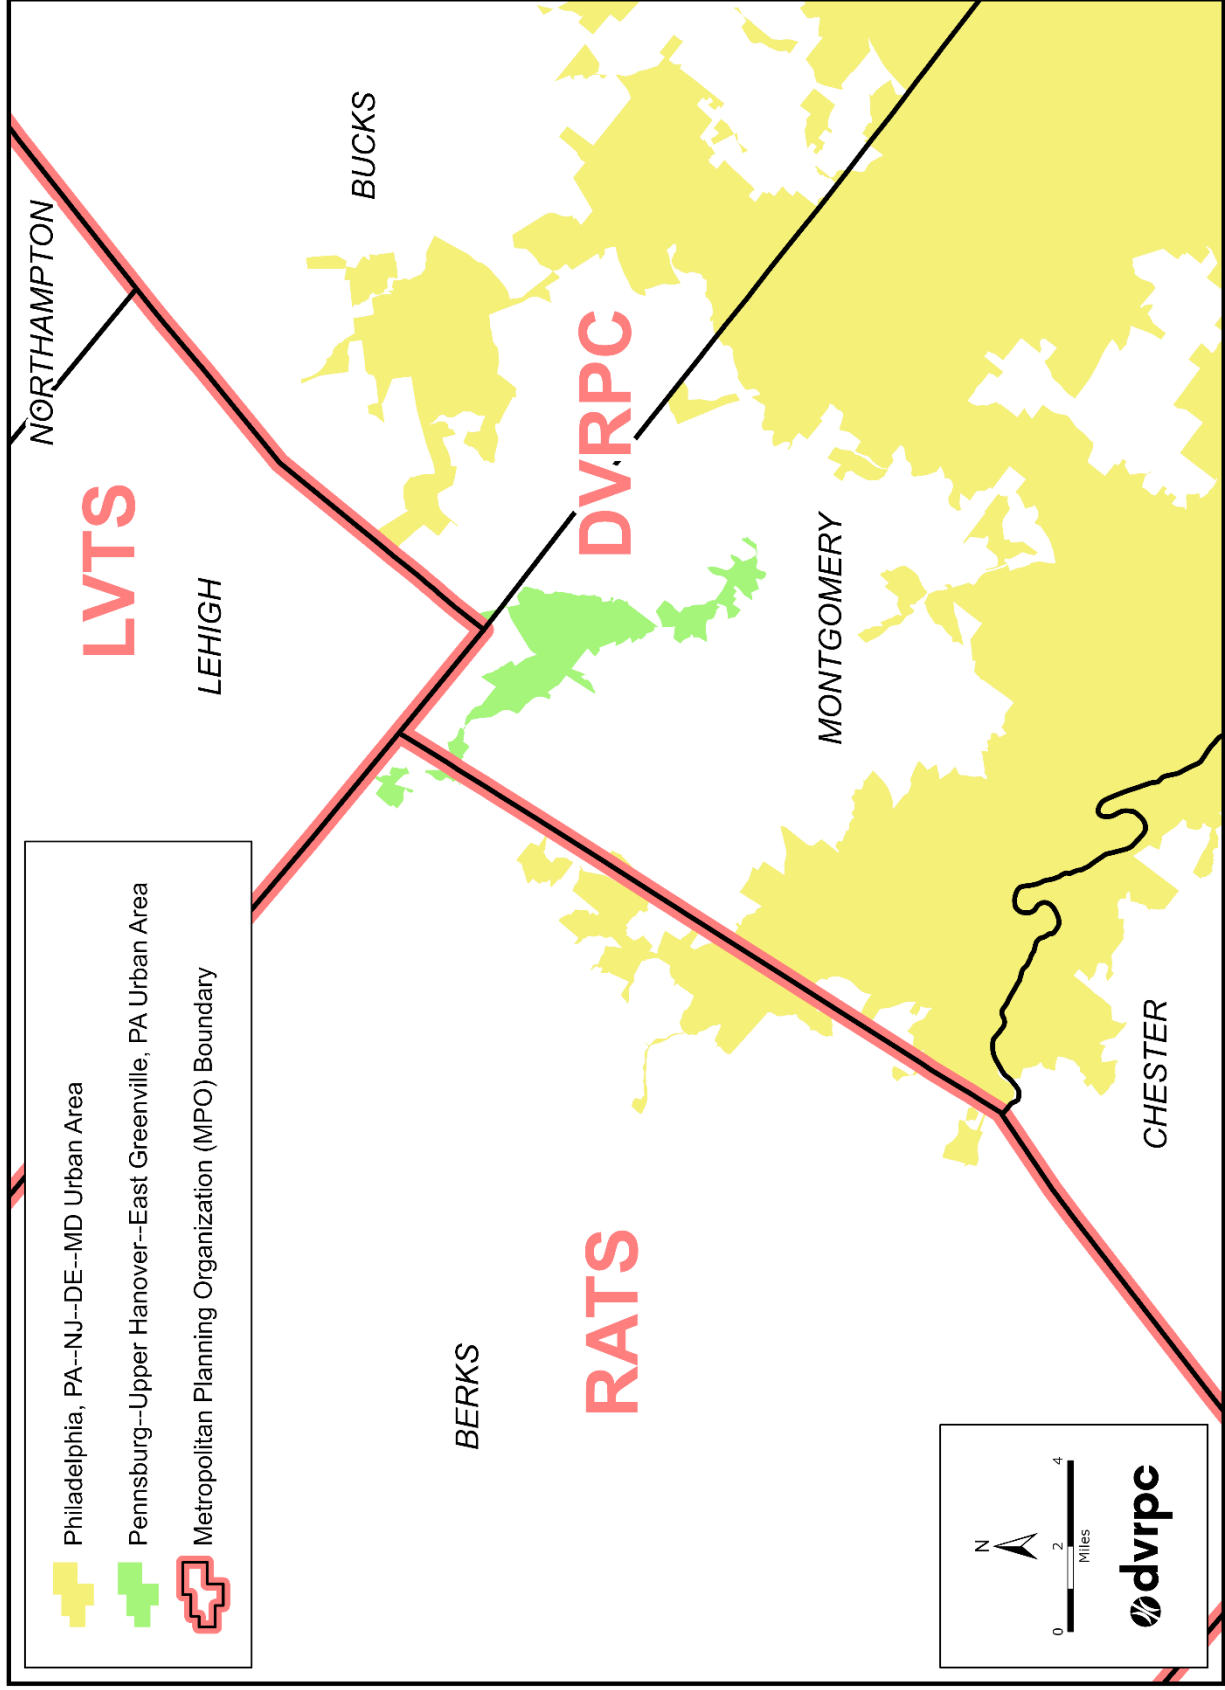 Philadelphia, PA--NJ--DE--MD Urban Area
Pennsburg--Upper Hanover--East Greenville, PA Urban Area
Metropolitan Planning Organization (MPO) Boundary
NORTHAMPTON
LVTS
LEHIGH
BUCKS
BERKS
RATS
DVRPC
MONTGOMERY
CHESTER
N
0 2 4
Miles
dvrpc